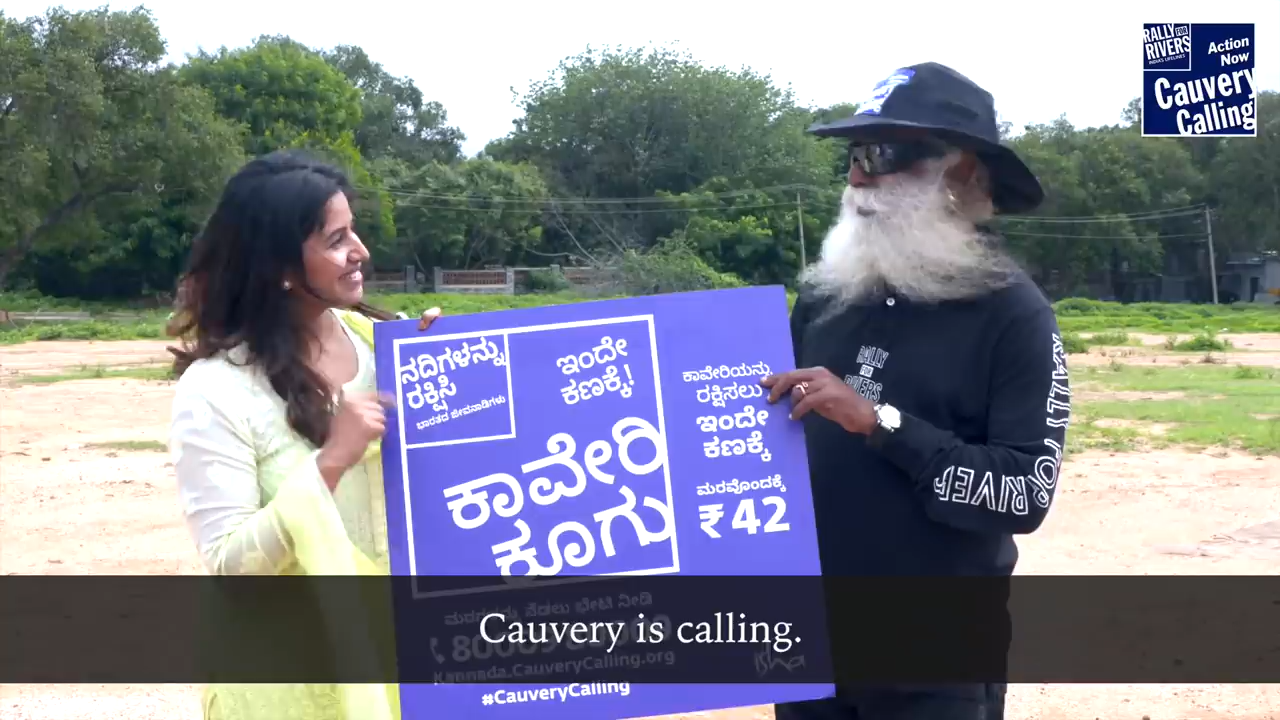 RALLY
FOR
RIVERS
INDIA'S LIFELINES
Action
Now
Cauvery
Calling
ನದಿಗಳನ್ನು
ರಕ್ಷಿಸಿ
ಭಾರತದ ಜೀವನಾಡಿಗಳು
ಇಂದೇ
ಕಣಕ್ಕೆ!
ಕಾವೇರಿ
ಕೂಗು
ಕಾವೇರಿಯನ್ನು
ರಕ್ಷಿಸಲು
ಇಂದೇ
ಕಣಕ್ಕೆ
ಮರವೊಂದಕ್ಕೆ
₹42
RALLY
FOR
RIVERS
RALLY FOR RIVER
ನೀಡಿ
Kannada.CauveryCalling.org
isha
#CauveryCalling
Cauvery is calling.